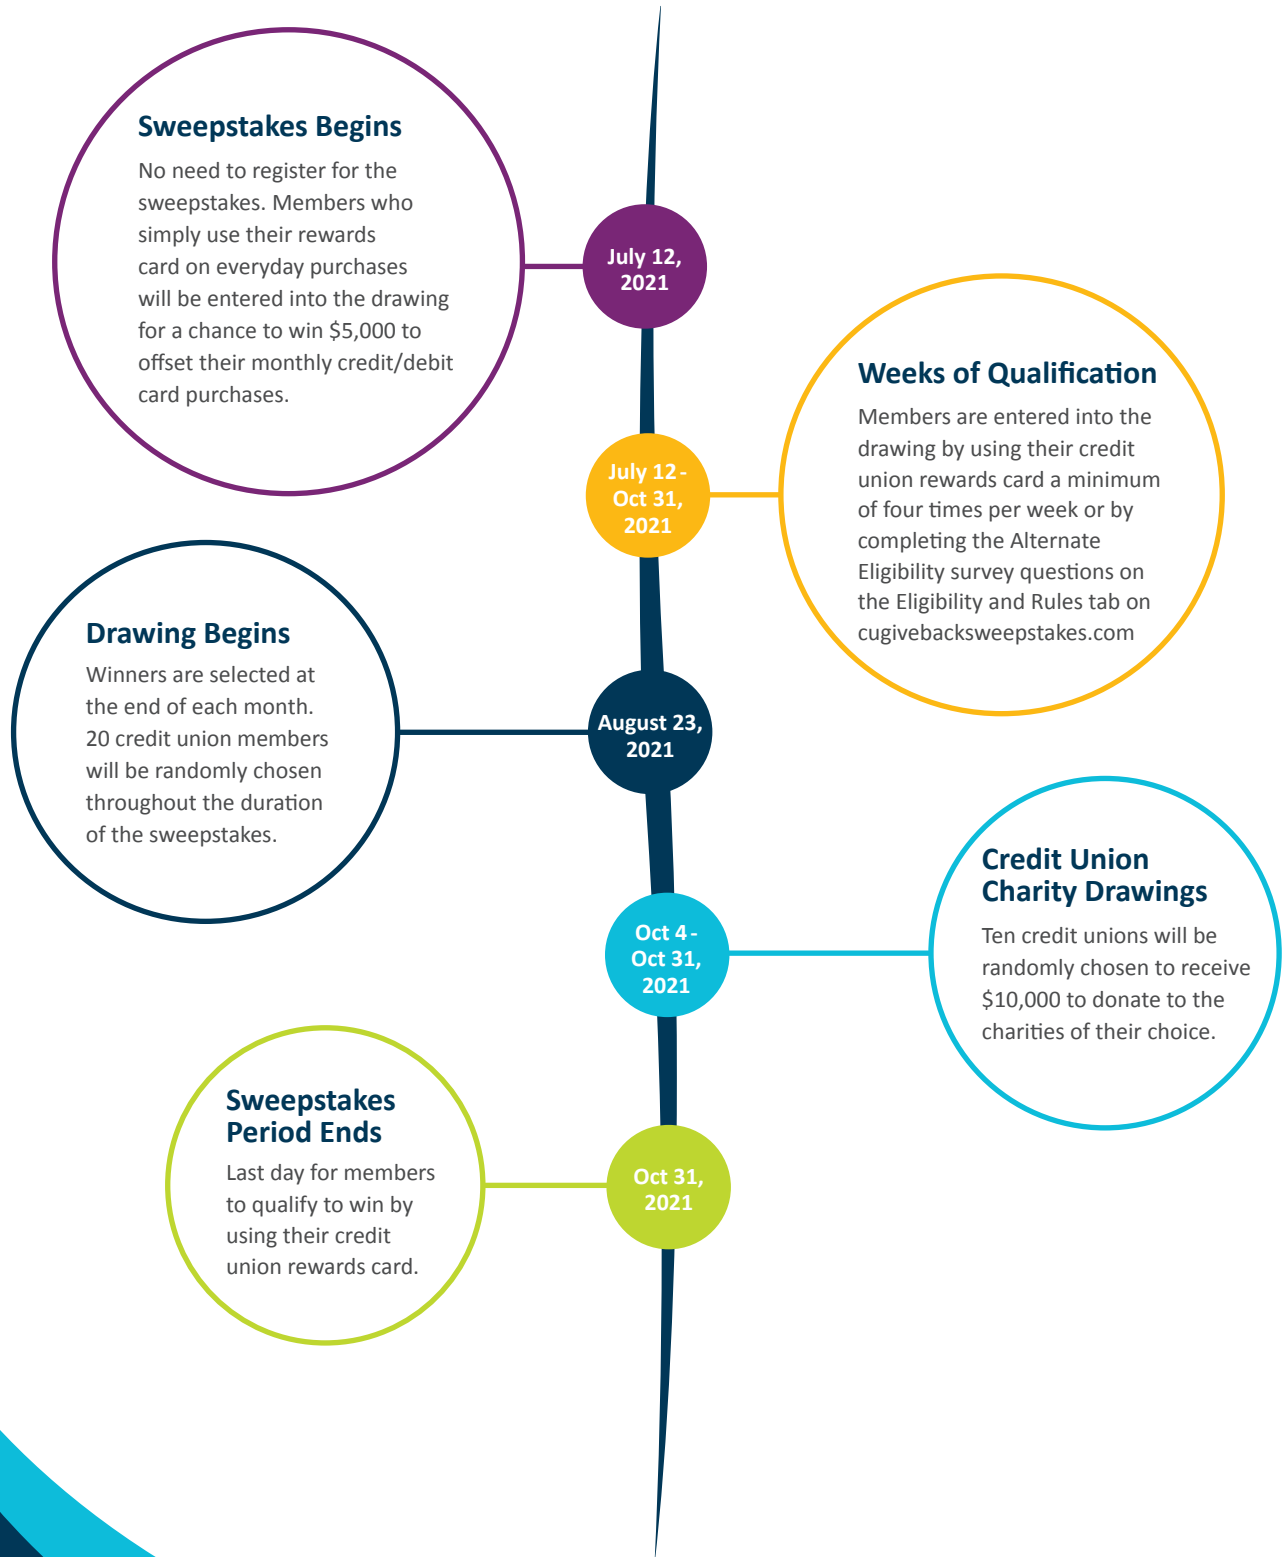 Sweepstakes Begins
No need to register for the
sweepstakes. Members who
simply use their rewards
card on everyday purchases
will be entered into the drawing
for a chance to win $5,000 to
offset their monthly credit/debit
card purchases.
July 12,
2021
Weeks of Qualification
Members are entered into the
drawing by using their credit
union rewards card a minimum
of four times per week or by
completing the Alternate
Eligibility survey questions on
the Eligibility and Rules tab on
cugivebacksweepstakes.com
July 12 -
Oct 31,
2021
Drawing Begins
Winners are selected at
the end of each month.
20 credit union members
will be randomly chosen
throughout the duration
of the sweepstakes.
August 23,
2021
Credit Union
Charity Drawings
Ten credit unions will be
randomly chosen to receive
$10,000 to donate to the
charities of their choice.
Oct 4 -
Oct 31,
2021
Sweepstakes
Period Ends
Last day for members
to qualify to win by
using their credit
union rewards card.
Oct 31,
2021